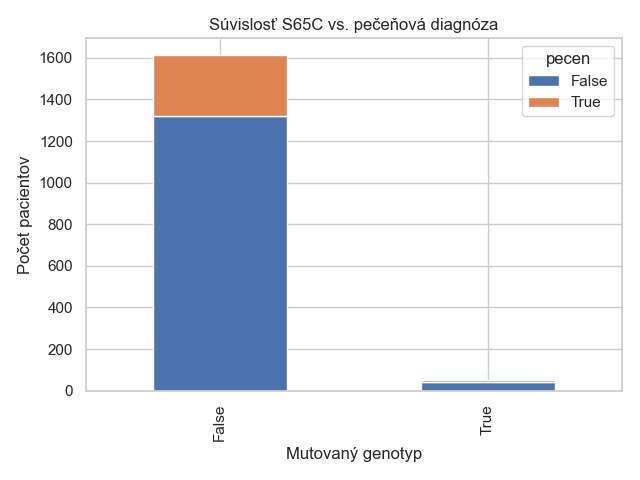 Súvislosť S65C vs. pečeňová diagnóza
pecen
False
True
Počet pacientov
1600
1400
1200
1000
800
600
400
200
0
False
True
Mutovaný genotyp